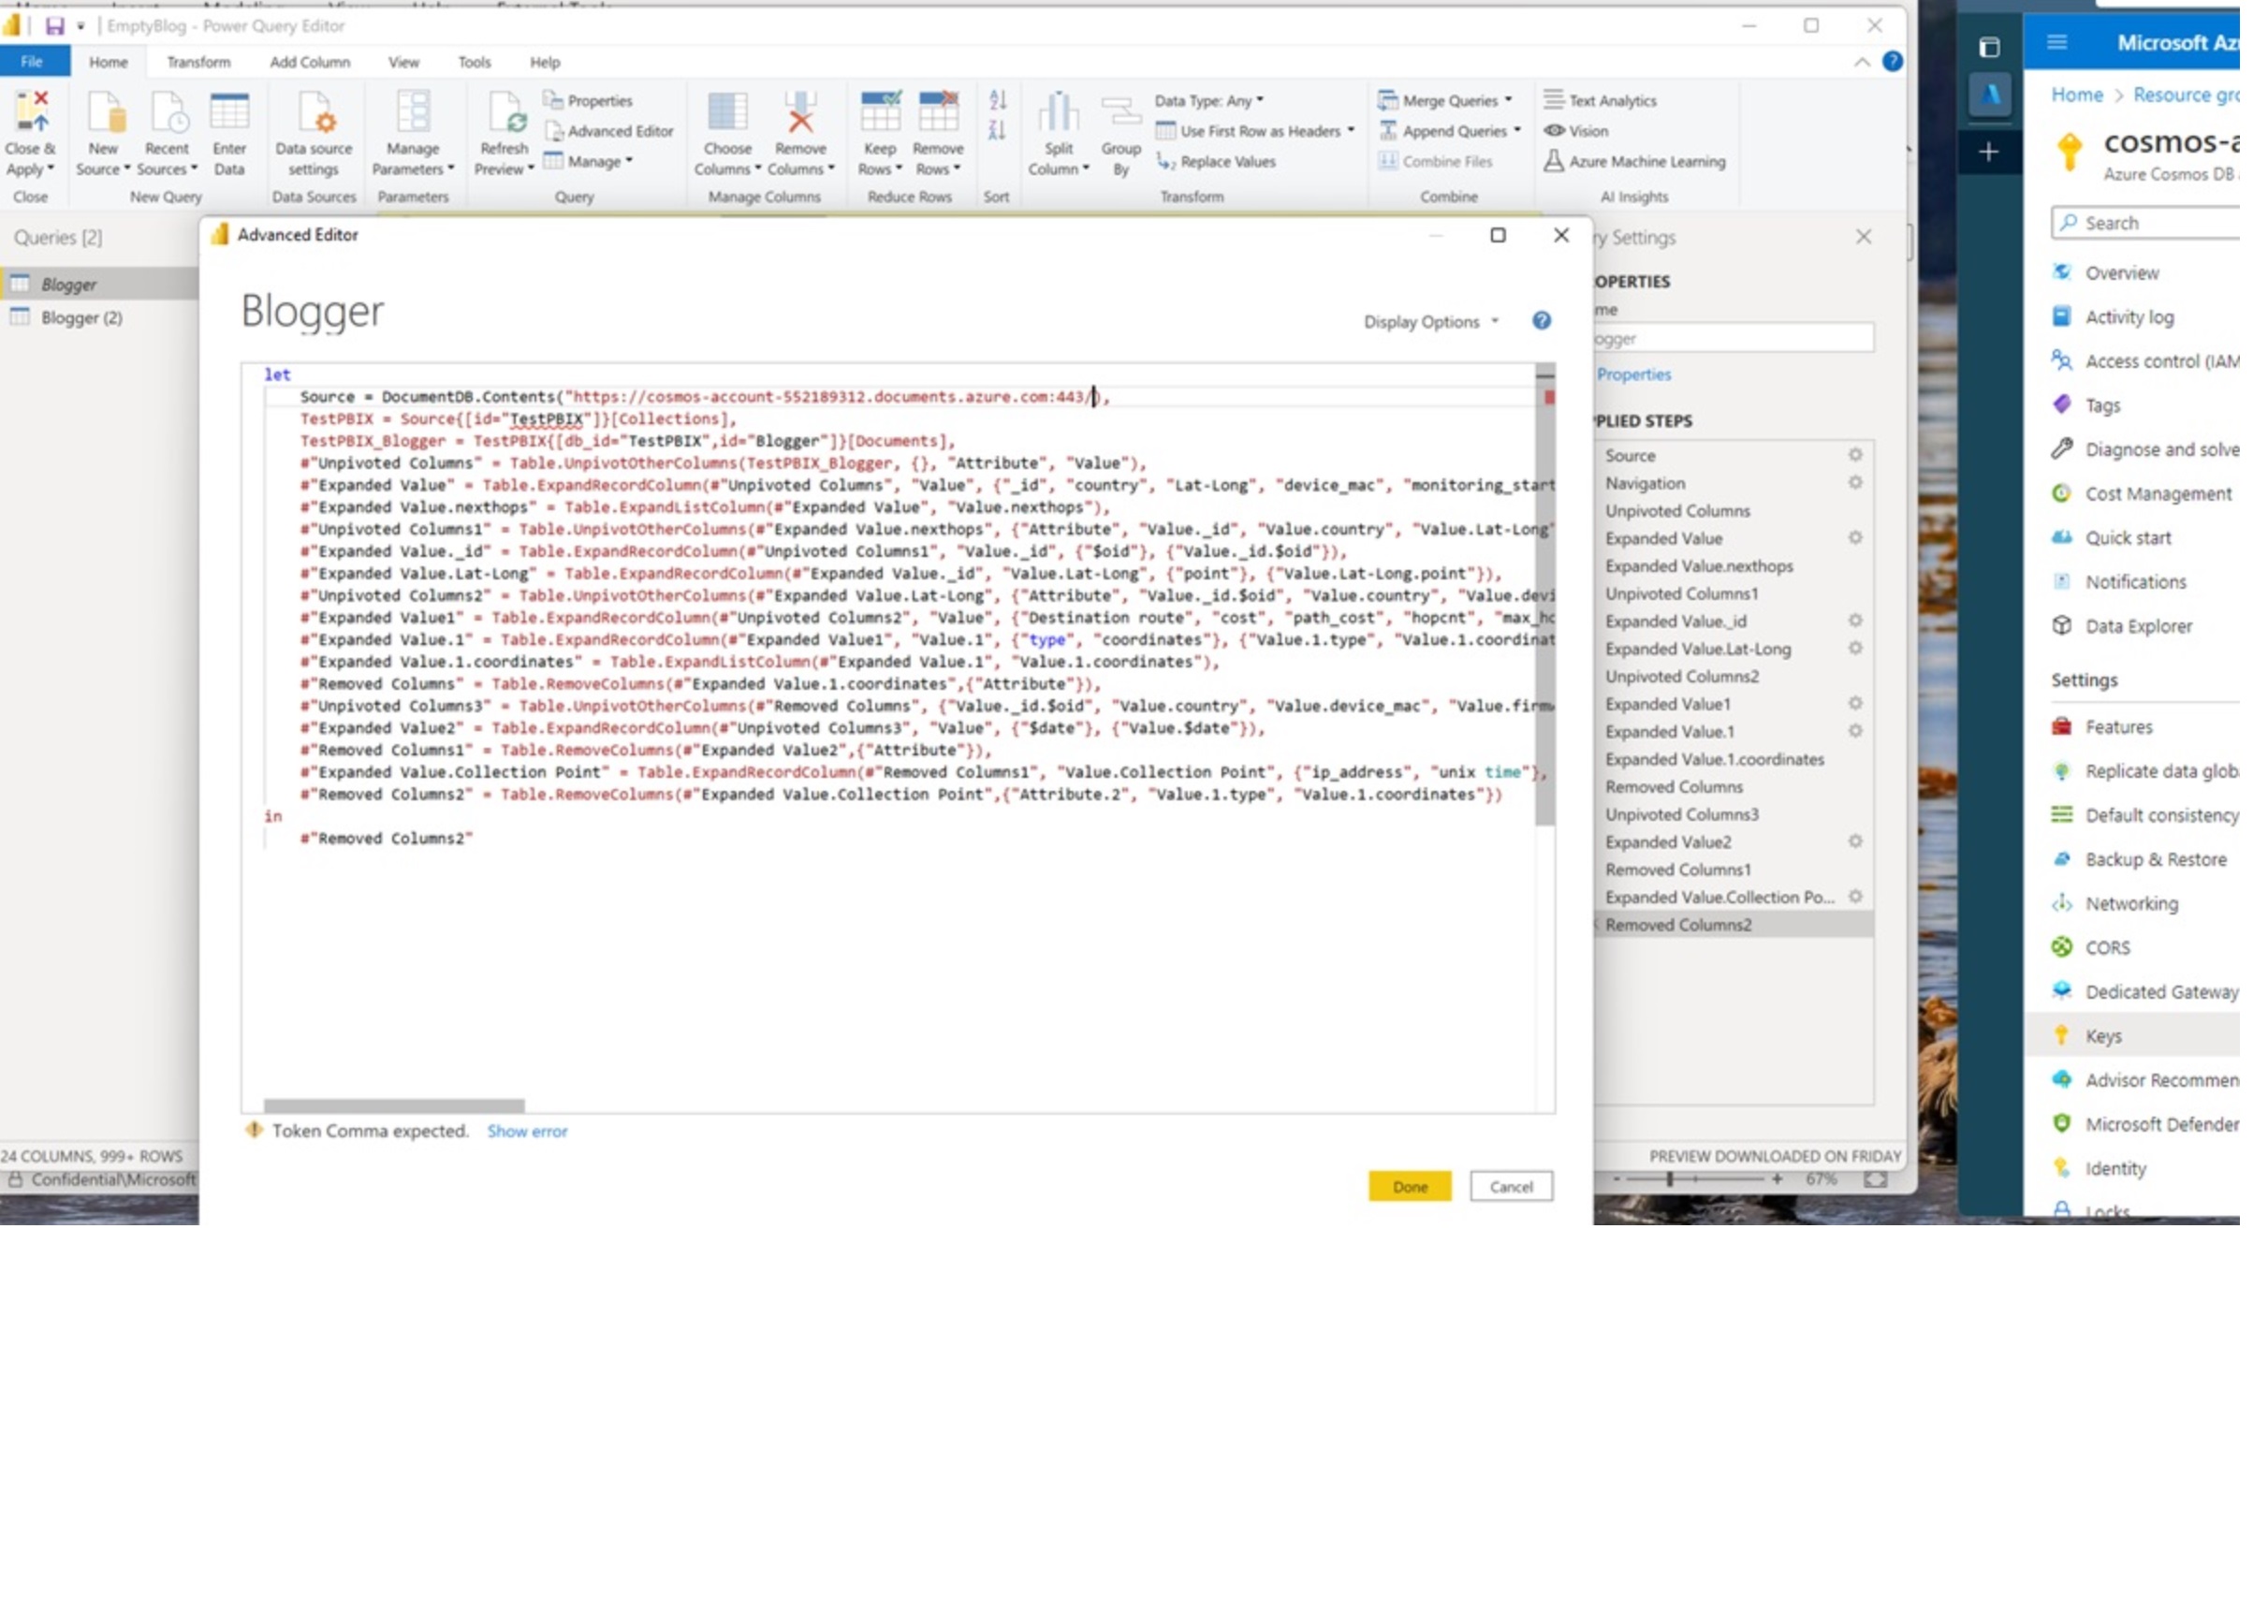 EmptyBlog - Power Query Editor
File Home Transform Add Column View Tools Help
Close & Apply
New Source
Recent Sources
Enter Data
Data source settings
Manage Parameters
Refresh Preview
Properties
Advanced Editor
Manage
Choose Columns
Remove Columns
Keep Rows
Remove Rows
Split Column
Group By
Data Type: Any
Use First Row as Headers
Replace Values
Merge Queries
Append Queries
Combine Files
Text Analytics
Vision
Azure Machine Learning
Close New Query Data Sources Parameters Query Manage Columns Reduce Rows Sort Transform Combine AI Insights
Queries [2]
Blogger
Blogger (2)
Advanced Editor
Blogger
Display Options
let
Source = DocumentDB.Contents("https://cosmos-account-552189312.documents.azure.com:443/),
TestPBIX = Source{[id="TestPBIX"]}[Collections],
TestPBIX_Blogger = TestPBIX{[db_id="TestPBIX",id="Blogger"]}[Documents],
#"Unpivoted Columns" = Table.UnpivotOtherColumns(TestPBIX_Blogger, {}, "Attribute", "Value"),
#"Expanded Value" = Table.ExpandRecordColumn(#"Unpivoted Columns", "Value", {"_id", "country", "Lat-Long", "device_mac", "monitoring_start
#"Expanded Value.nexthops" = Table.ExpandListColumn(#"Expanded Value", "Value.nexthops"),
#"Unpivoted Columns1" = Table.UnpivotOtherColumns(#"Expanded Value.nexthops", {"Attribute", "Value._id", "Value.country", "Value.Lat-Long"
#"Expanded Value._id" = Table.ExpandRecordColumn(#"Unpivoted Columns1", "Value._id", {"$oid"}, {"Value._id.$oid"}),
#"Expanded Value.Lat-Long" = Table.ExpandRecordColumn(#"Expanded Value._id", "Value.Lat-Long", {"point"}, {"Value.Lat-Long.point"}),
#"Unpivoted Columns2" = Table.UnpivotOtherColumns(#"Expanded Value.Lat-Long", {"Attribute", "Value._id.$oid", "Value.country", "Value.devi
#"Expanded Value1" = Table.ExpandRecordColumn(#"Unpivoted Columns2", "Value", {"Destination route", "cost", "path_cost", "hopcnt", "max_ho
#"Expanded Value.1" = Table.ExpandRecordColumn(#"Expanded Value1", "Value.1", {"type", "coordinates"}, {"Value.1.type", "Value.1.coordinat
#"Expanded Value.1.coordinates" = Table.ExpandListColumn(#"Expanded Value.1", "Value.1.coordinates"),
#"Removed Columns" = Table.RemoveColumns(#"Expanded Value.1.coordinates",{"Attribute"}),
#"Unpivoted Columns3" = Table.UnpivotOtherColumns(#"Removed Columns", {"Value._id.$oid", "Value.country", "Value.device_mac", "Value.firm
#"Expanded Value2" = Table.ExpandRecordColumn(#"Unpivoted Columns3", "Value", {"$date"}, {"Value.$date"}),
#"Removed Columns1" = Table.RemoveColumns(#"Expanded Value2",{"Attribute"}),
#"Expanded Value.Collection Point" = Table.ExpandRecordColumn(#"Removed Columns1", "Value.Collection Point", {"ip_address", "unix time"},
#"Removed Columns2" = Table.RemoveColumns(#"Expanded Value.Collection Point",{"Attribute.2", "Value.1.type", "Value.1.coordinates"})
in
#"Removed Columns2"
Token Comma expected. Show error
Done Cancel
ry Settings
OPERTIES
me
ogger
Properties
PLIED STEPS
Source
Navigation
Unpivoted Columns
Expanded Value
Expanded Value.nexthops
Unpivoted Columns1
Expanded Value._id
Expanded Value.Lat-Long
Unpivoted Columns2
Expanded Value1
Expanded Value.1
Expanded Value.1.coordinates
Removed Columns
Unpivoted Columns3
Expanded Value2
Removed Columns1
Expanded Value.Collection Po...
Removed Columns2
24 COLUMNS, 999+ ROWS
PREVIEW DOWNLOADED ON FRIDAY
Confidential\Microsoft
67%
Microsoft Az
Home > Resource gro
cosmos-a
Azure Cosmos DB
Search
Overview
Activity log
Access control (IAM
Tags
Diagnose and solve
Cost Management
Quick start
Notifications
Data Explorer
Settings
Features
Replicate data glob
Default consistency
Backup & Restore
Networking
CORS
Dedicated Gateway
Keys
Advisor Recommen
Microsoft Defender
Identity
Locks